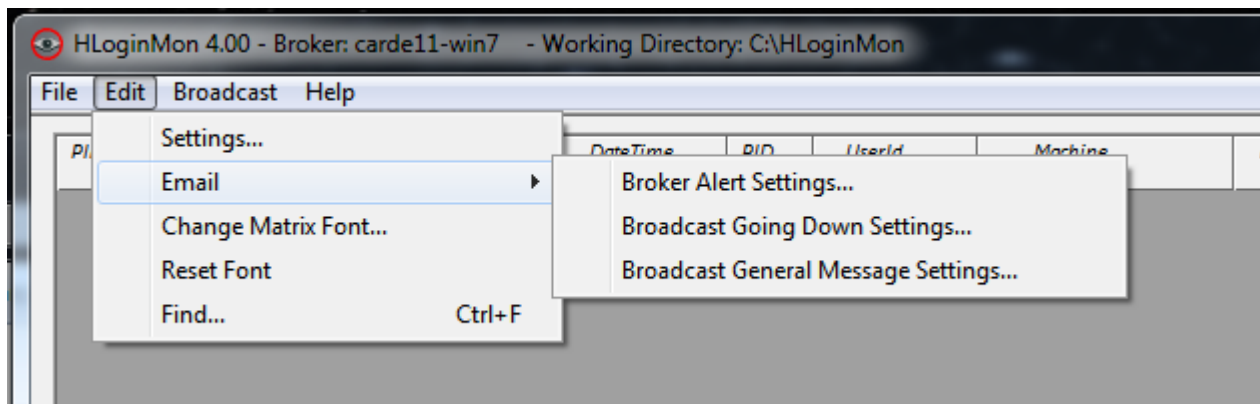 HLoginMon 4.00 - Broker: carde11-win7 - Working Directory: C:\HLoginMon
File Edit Broadcast Help
DateTime PID UserId Machine
Settings...
Email
Change Matrix Font...
Reset Font
Find... Ctrl+F
Broker Alert Settings...
Broadcast Going Down Settings...
Broadcast General Message Settings...